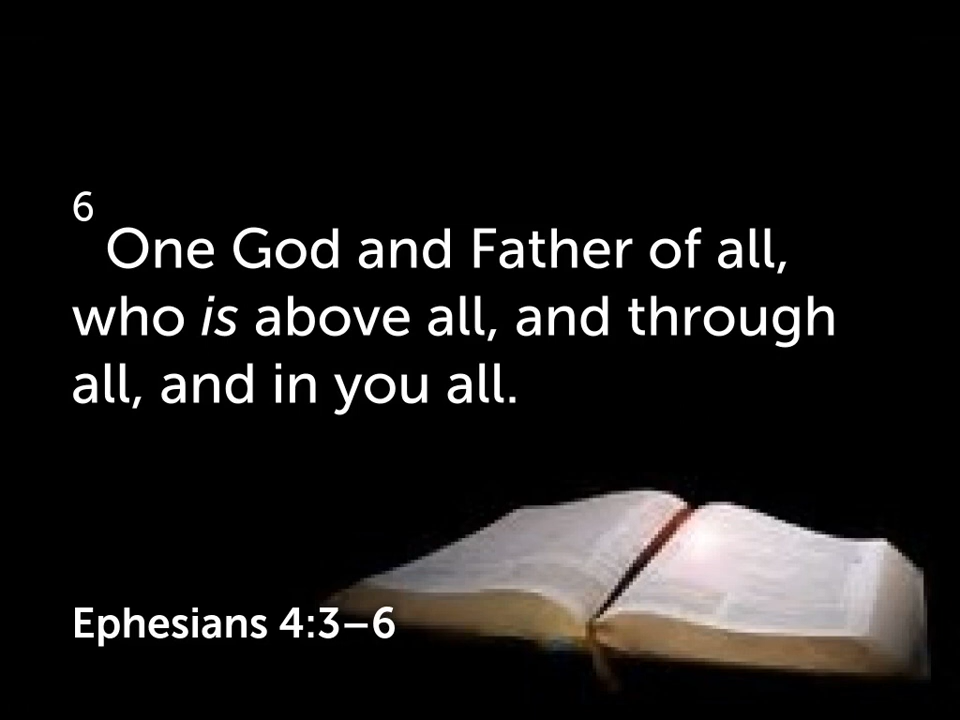 6
One God and Father of all,
who is above all, and through
all, and in you all.
Ephesians 4:3–6